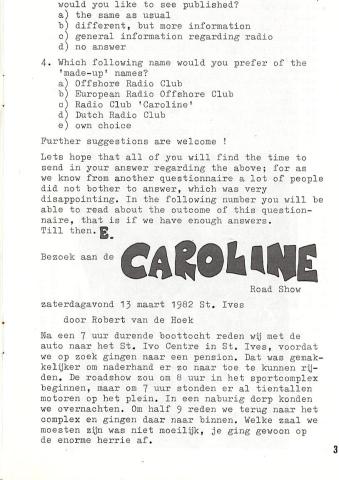 would you like to see published?
a) the same as usual
b) different, but more information
c) general information regarding radio
d) no answer
4. Which following name would you prefer of the
'made-up' names?
a) Offshore Radio Club
b) European Radio Offshore Club
c) Radio Club 'Caroline'
d) Dutch Radio Club
e) own choice
Further suggestions are welcome !
Lets hope that all of you will find the time to
send in your answer regarding the above; for as
we know from another questionnaire a lot of people
did not bother to answer, which was very
disappointing. In the following number you will be
able to read about the outcome of this question-
naire, that is if we have enough answers.
Till then. E.
Bezoek aan de CAROLINE
Road Show
zaterdagavond 13 maart 1982 St. Ives
door Robert van de Hoek
Na een 7 uur durende boottocht reden wij met de
auto naar het St. Ivo Centre in St. Ives, voordat
we op zoek gingen naar een pension. Dat was gemak-
kelijker om naderhand er zo naar toe te kunnen rij-
den. De roadshow zou om 8 uur in het sportcomplex
beginnen, maar om 7 uur stonden er al tientallen
motoren op het plein. In een naburig dorp konden
we overnachten. Om half 9 reden we terug naar het
complex en gingen daar naar binnen. Welke zaal we
moesten zijn was niet moeilijk, je ging gewoon op
de enorme herrie af.
3